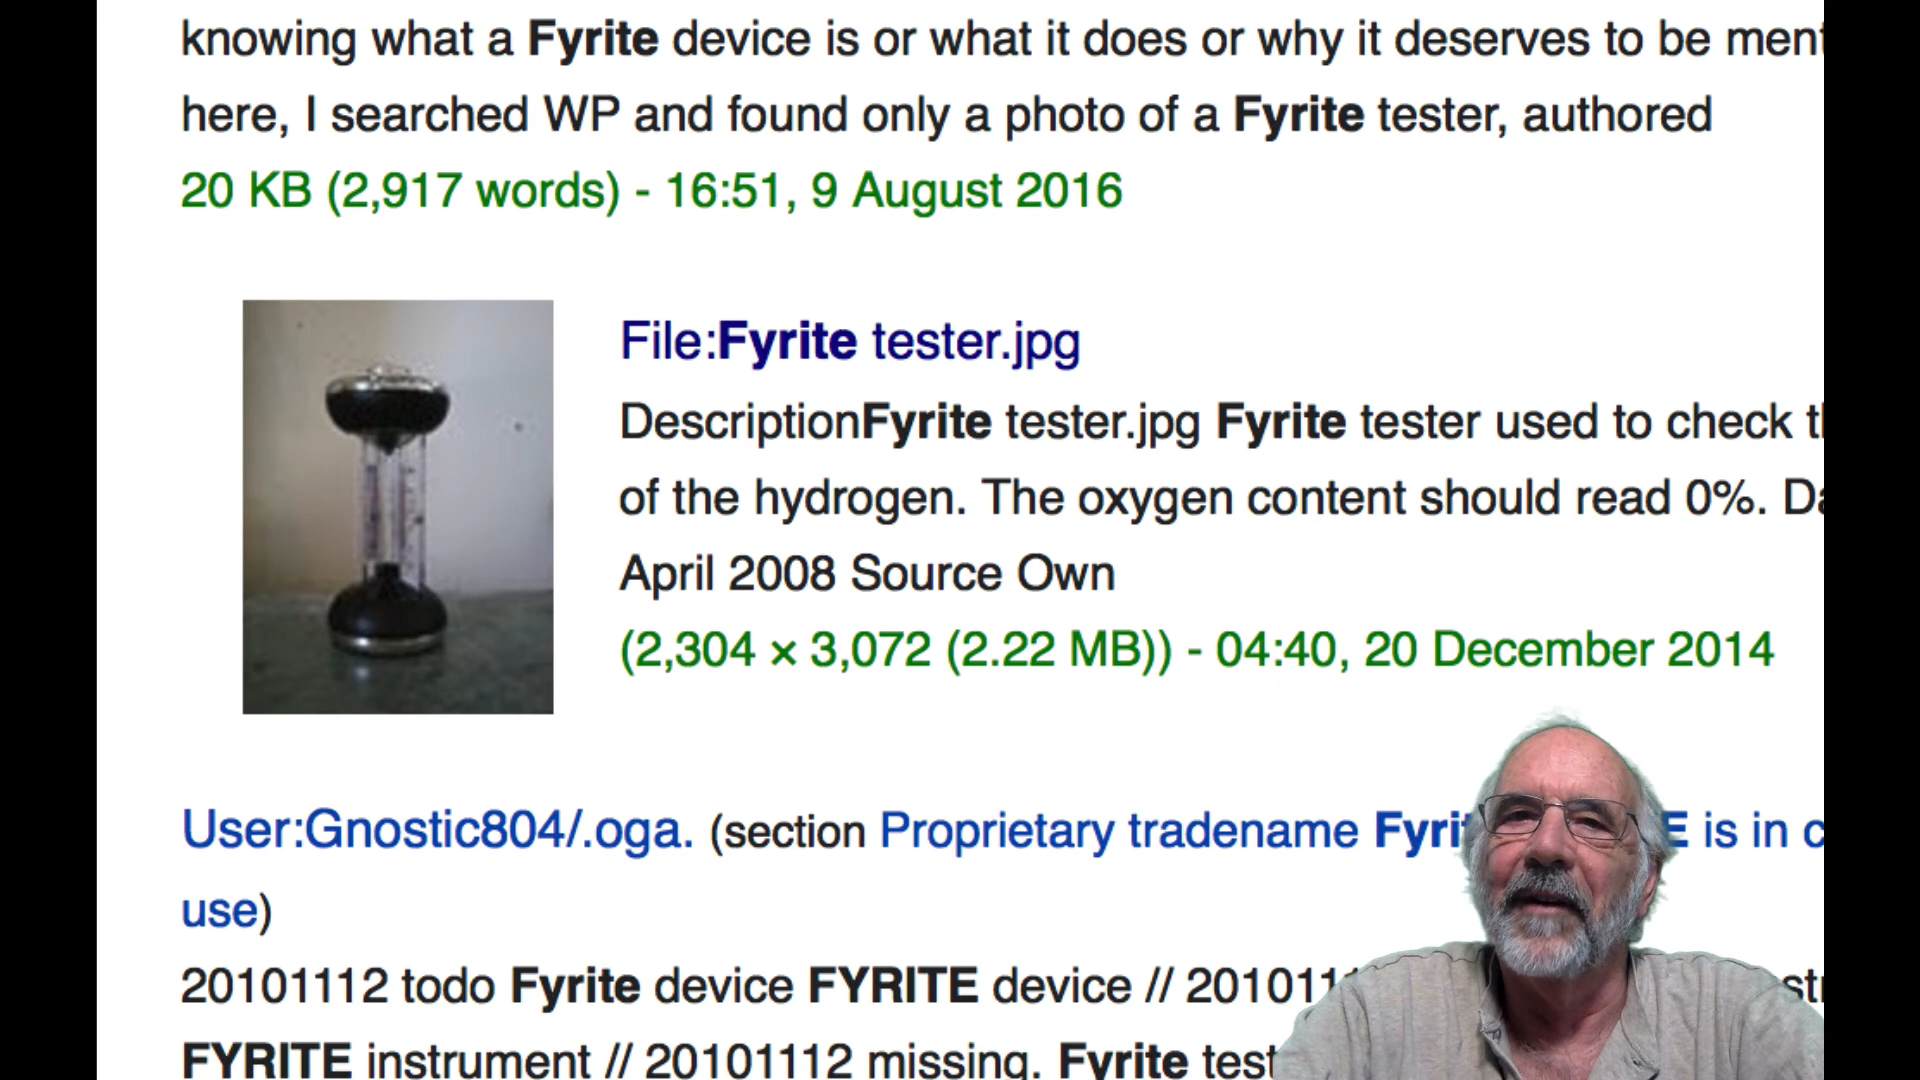 knowing what a Fyrite device is or what it does or why it deserves to be
here, I searched WP and found only a photo of a Fyrite tester, authored
20 KB (2,917 words) - 16:51, 9 August 2016
File:Fyrite tester.jpg
DescriptionFyrite tester.jpg Fyrite tester used to check
of the hydrogen. The oxygen content should read 0%.
April 2008 Source Own
(2,304 × 3,072 (2.22 MB)) - 04:40, 20 December 2014
User:Gnostic804/.oga. (section Proprietary tradename is in
use)
20101112 todo Fyrite device FYRITE device //
FYRITE instrument // 20101112 missing. Fyrite